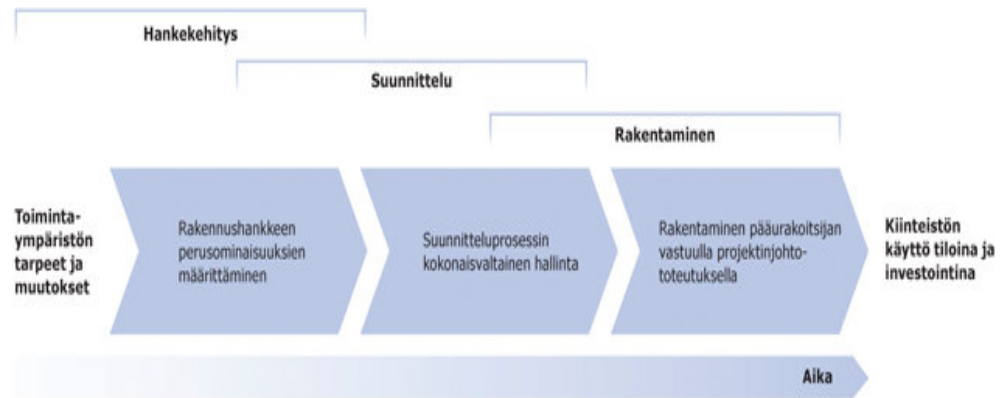 Hankekehitys
Suunnittelu
Rakentaminen
Toiminta-
ympäristön
tarpeet ja
muutokset
Rakennushankkeen
perusominaisuuksien
määrittäminen
Suunnitteluprosessin
kokonaisvaltainen hallinta
Rakentaminen pääurakoitsijan
vastuulla projektinjohto-
toteutuksella
Kiinteistön
käyttö tiloina ja
investointina
Aika